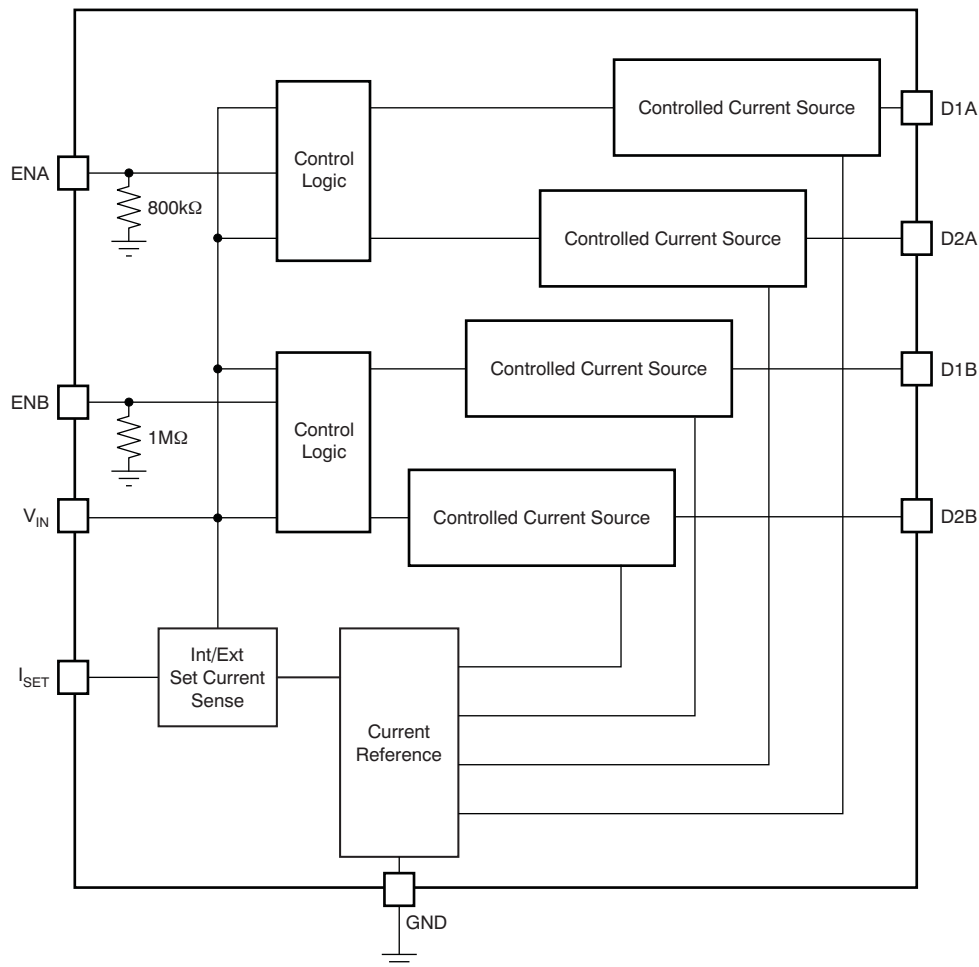 Controlled Current Source
D1A
Control
Logic
ENA
800kΩ
Controlled Current Source
D2A
Controlled Current Source
D1B
ENB
Control
Logic
1MΩ
Controlled Current Source
D2B
VIN
Int/Ext
Set Current
Sense
ISET
Current
Reference
GND